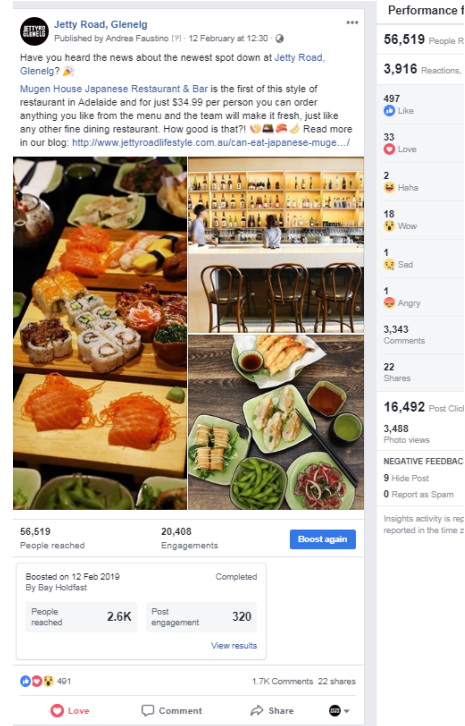 Jetty Road, Glenelg
Published by Andrea Faustino [?] · 12 February at 12:30 ·
Have you heard the news about the newest spot down at Jetty Road,
Glenelg? 🎉
Mugen House Japanese Restaurant & Bar is the first of this style of
restaurant in Adelaide and for just $34.99 per person you can order
anything you like from the menu and the team will make it fresh, just like
any other fine dining restaurant. How good is that?! Read more
in our blog: http://www.jettyroadlifestyle.com.au/can-eat-japanese-muge…/
56,519
People reached
20,408
Engagements
Boost again
Boosted on 12 Feb 2019
By Bay Holdfast
Completed
People
reached
2.6K
Post
engagement
320
View results
491
1.7K Comments 22 shares
Love
Comment
Share
Performance f
56,519 People R
3,916 Reactions,
497
Like
33
Love
2
Haha
18
Wow
1
Sad
1
Angry
3,343
Comments
22
Shares
16,492 Post Clic
3,488
Photo views
NEGATIVE FEEDBAC
9 Hide Post
0 Report as Spam
Insights activity is rep
reported in the time z